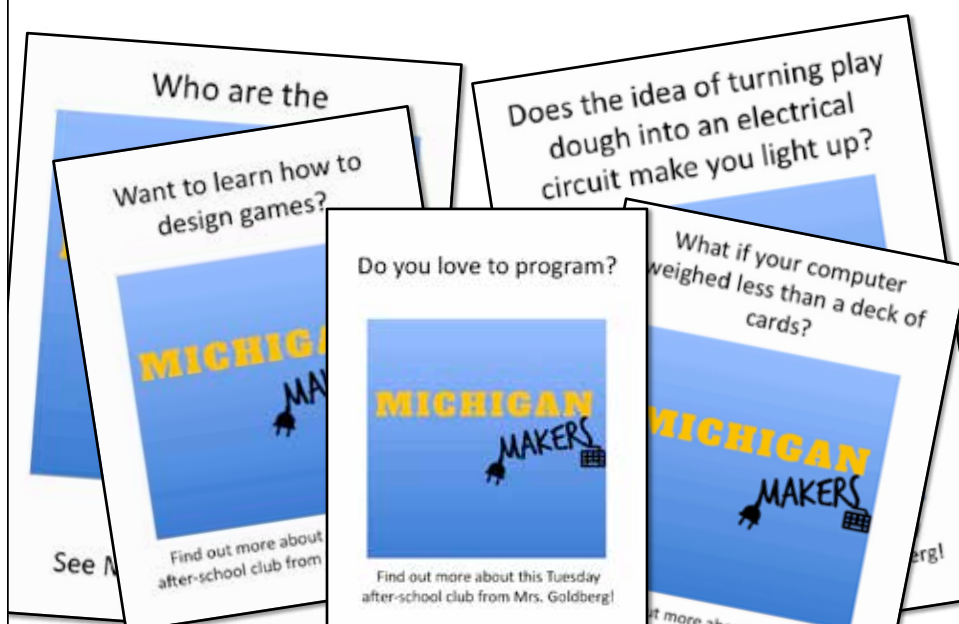 Who are the
See
Want to learn how to
design games?
MICHIGA
MA
Find out more about
after-school club from
Do you love to program?
MICHIGAN
MAKERS
Find out more about this Tuesday
after-school club from Mrs. Goldberg!
Does the idea of turning play
dough into an electrical
circuit make you light up?
erg!
What if your computer
weighed less than a deck of
cards?
MICHIGAN
MAKERS
ut more